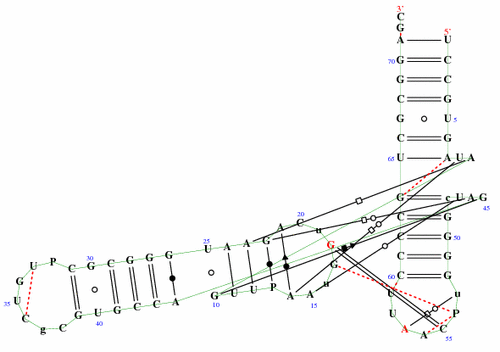 3'
C
G 5'
A U
70 G C
G C
C G
G U 5
C G
65 U A U A
G c U A G 45
20
C G
A C u
C G 50
25 U A A G G
30 G C G G G C G
G U P C G
C G
G 60 u
35 U A G U U P A A u U u
C C 10 15 U P
g c G U G C A A C
40 55